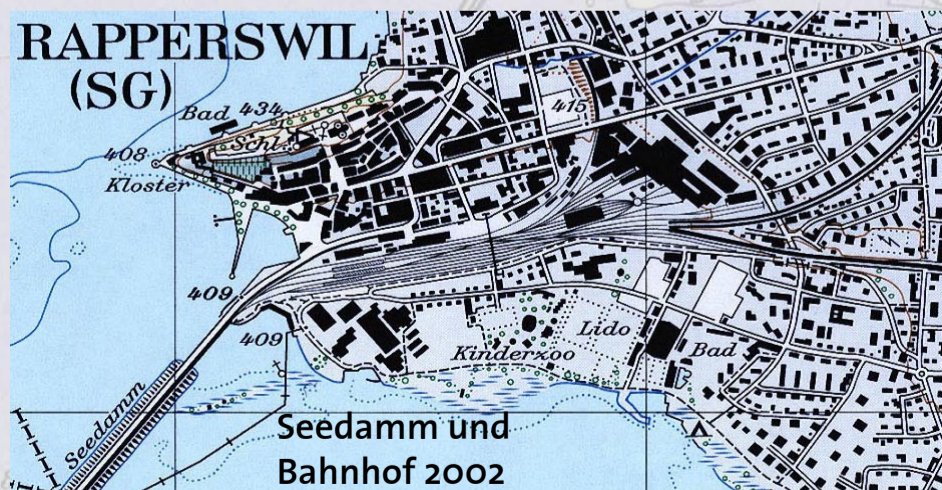 RAPPERSWIL
(SG)
Bad 434
Schl.
415
408
Kloster
409
409
Kinderzoo
Lido
Bad
Seedamm
Seedamm und
Bahnhof 2002